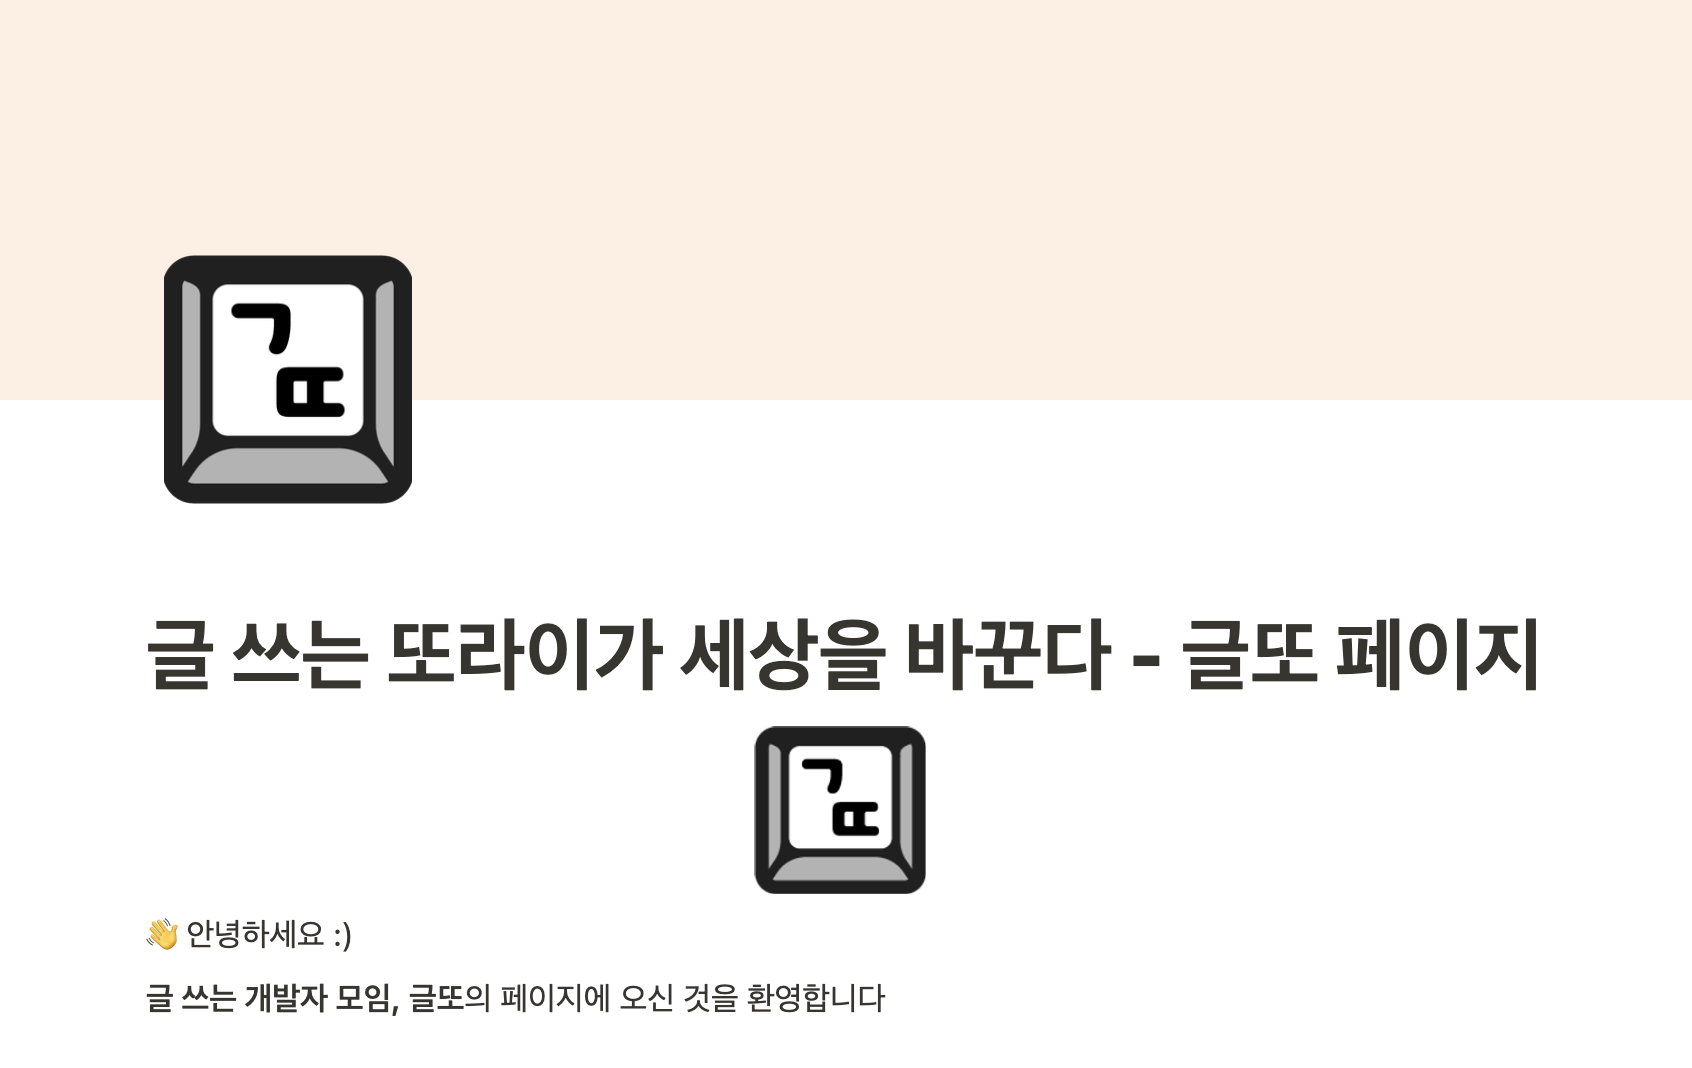 글 쓰는 또라이가 세상을 바꾼다 - 글또 페이지
👋 안녕하세요 :)
글 쓰는 개발자 모임, 글또의 페이지에 오신 것을 환영합니다